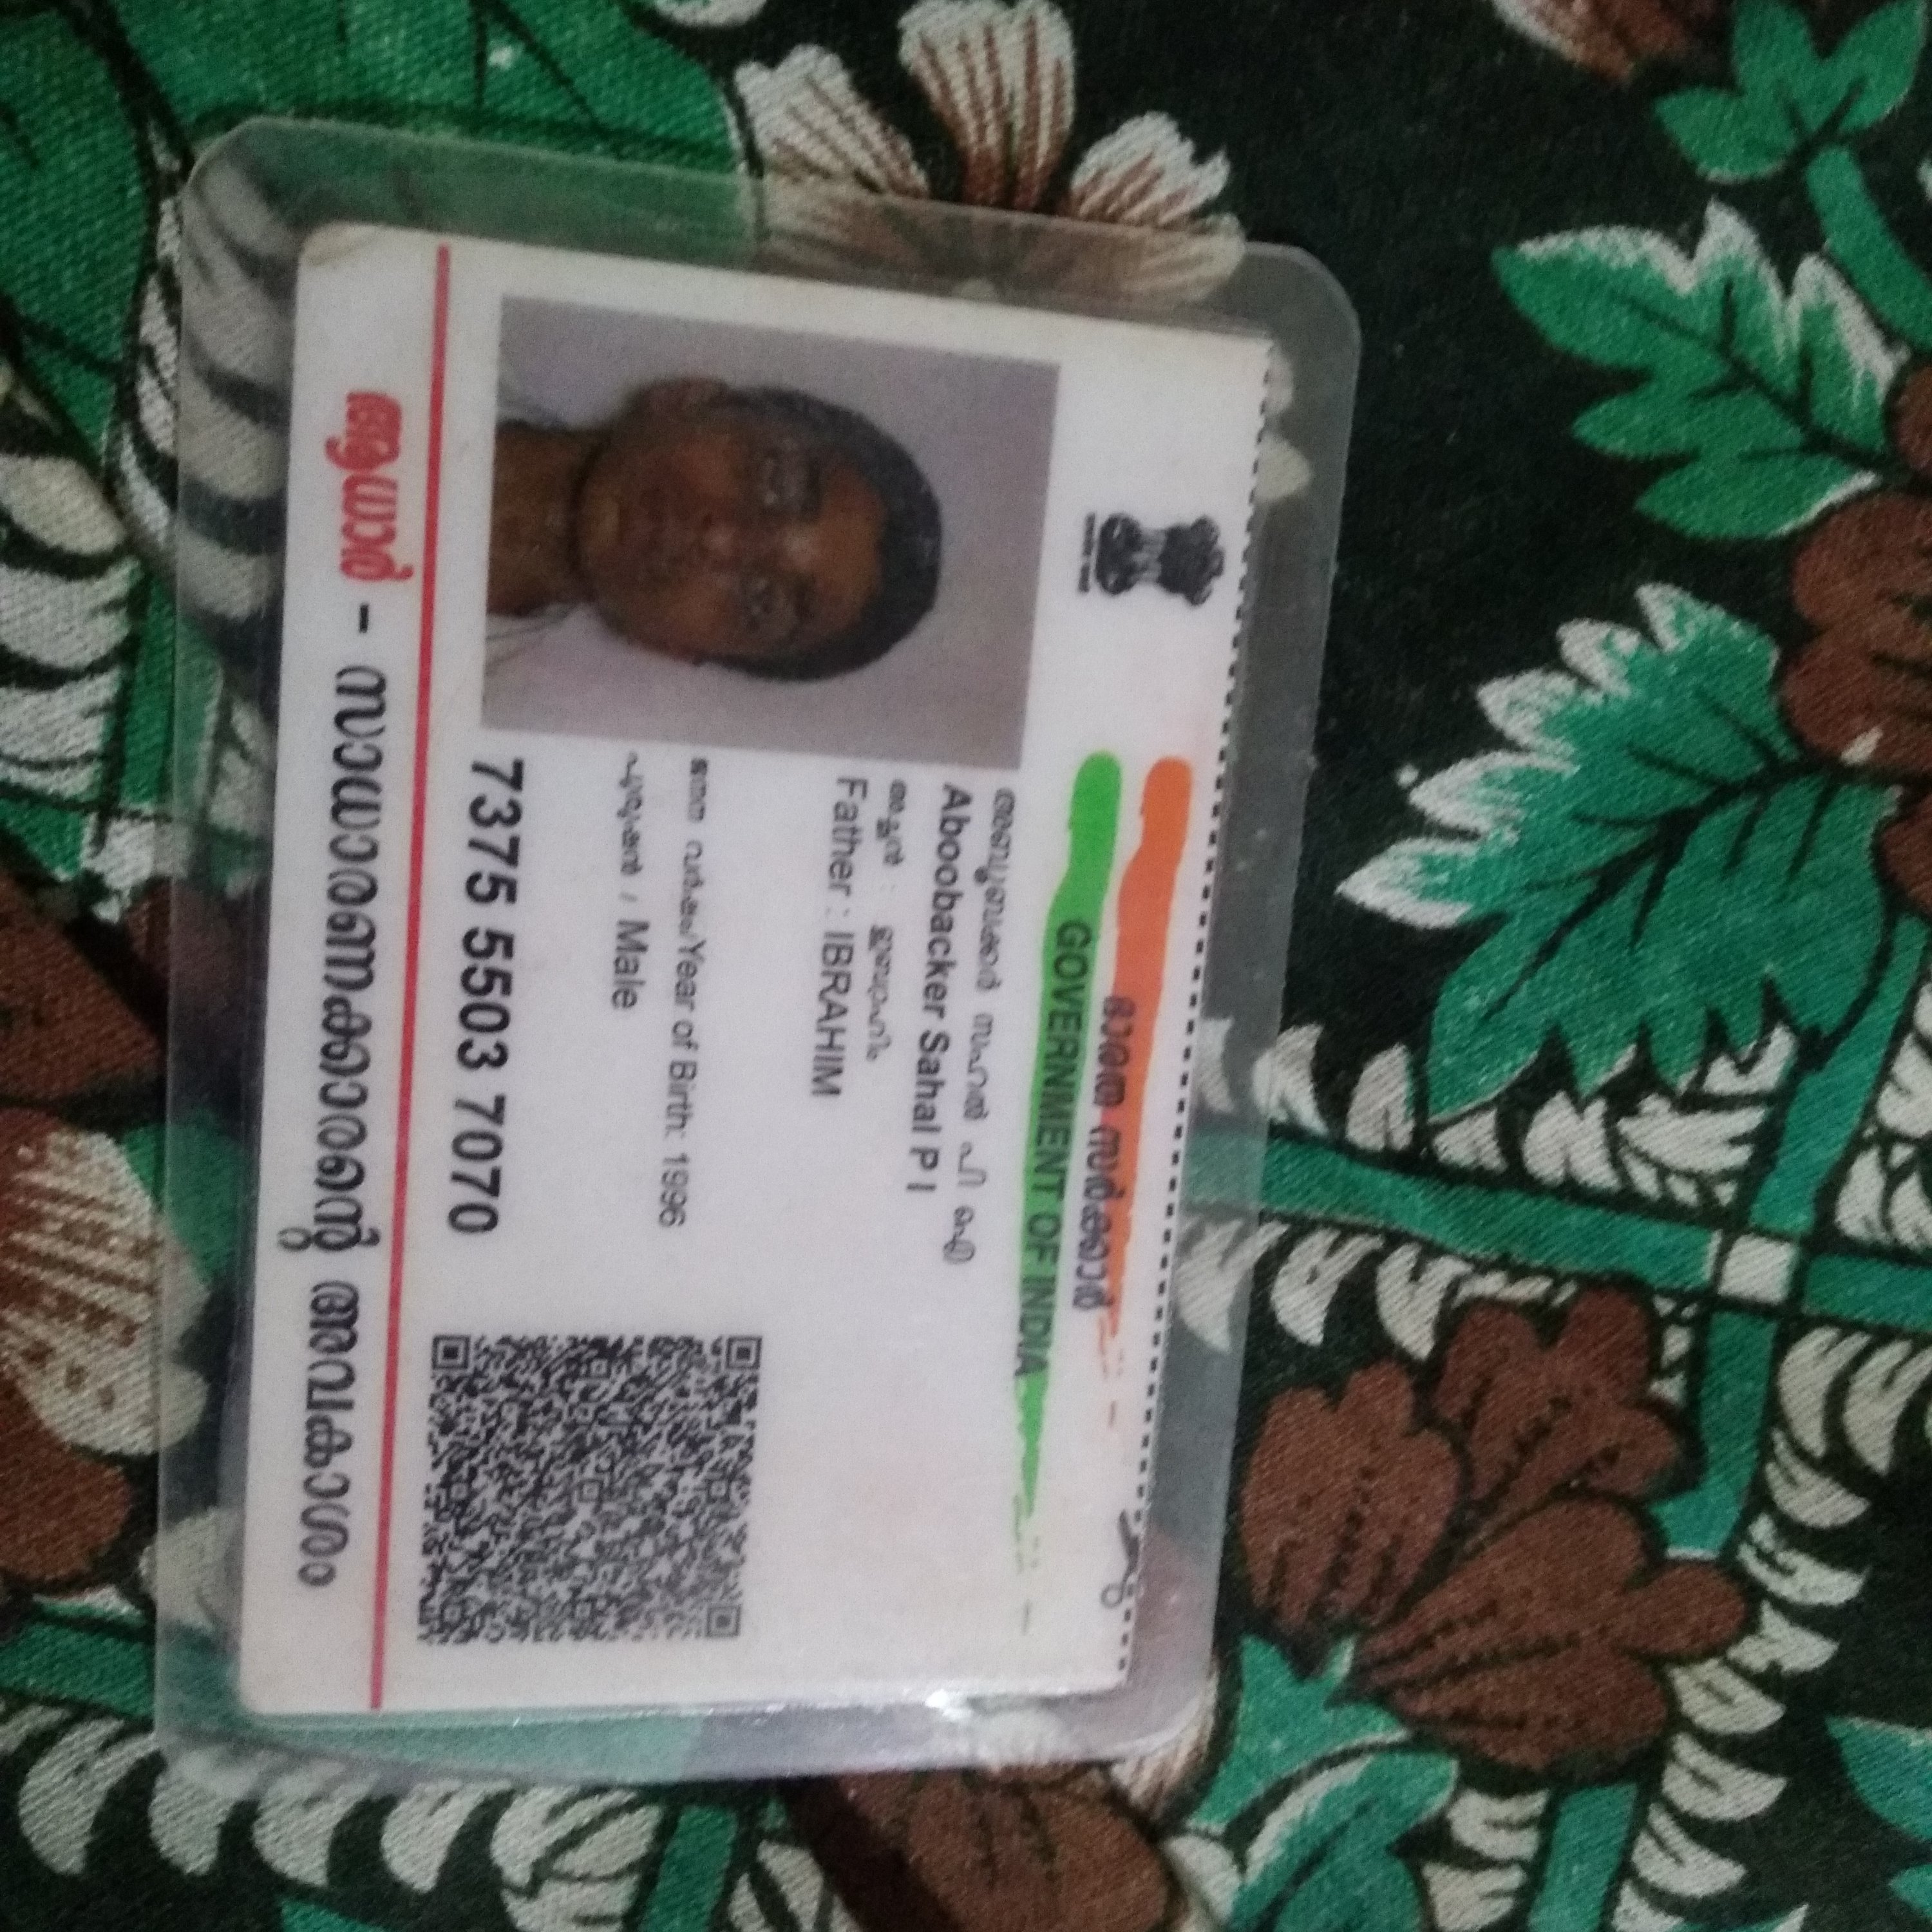 ഭാരത സർക്കാർ
GOVERNMENT OF INDIA
അബൂബക്കർ സഹൽ പി ഐ
Aboobacker Sahal P I
അച്ഛൻ : ഇബ്രാഹിം
Father : IBRAHIM
ജനന വർഷം/Year of Birth: 1996
പുരുഷൻ / Male
7375 5503 7070
ആധാർ - സാധാരണക്കാരന്റെ അവകാശം